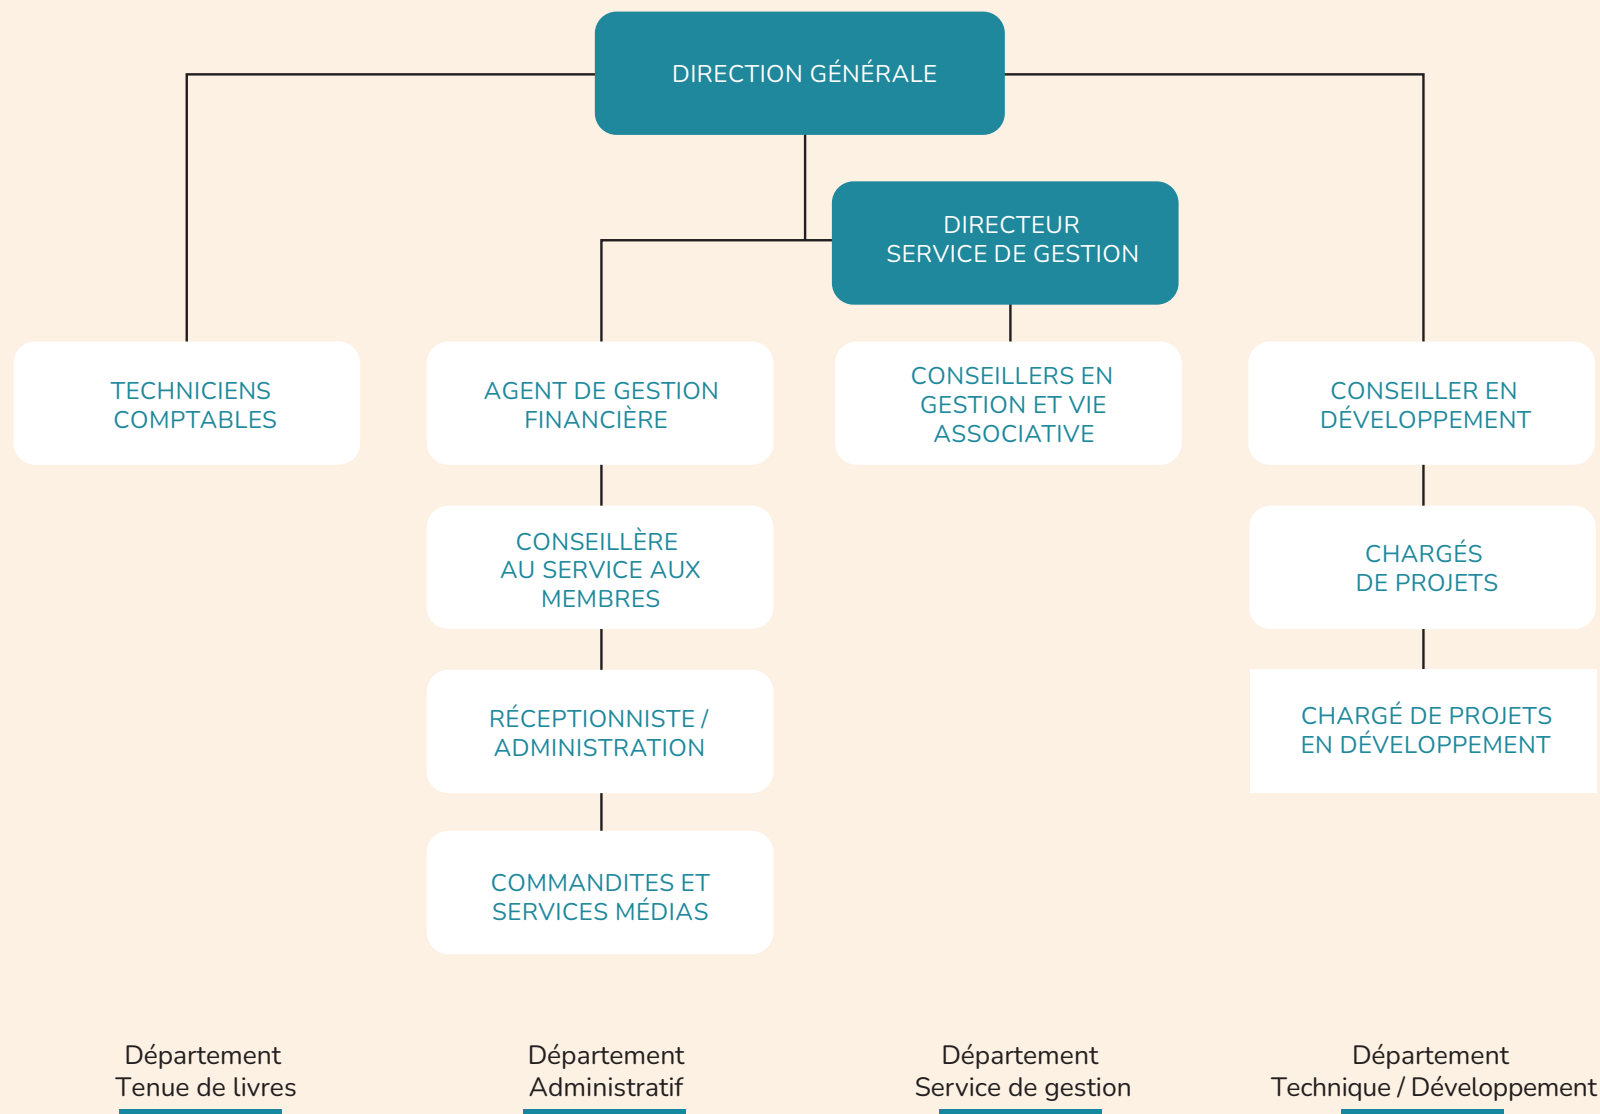 DIRECTION GÉNÉRALE
DIRECTEUR
SERVICE DE GESTION
TECHNICIENS
COMPTABLES
AGENT DE GESTION
FINANCIÈRE
CONSEILLERS EN
GESTION ET VIE
ASSOCIATIVE
CONSEILLER EN
DÉVELOPPEMENT
CONSEILLÈRE
AU SERVICE AUX
MEMBRES
CHARGÉS
DE PROJETS
RÉCEPTIONNISTE /
ADMINISTRATION
CHARGÉ DE PROJETS
EN DÉVELOPPEMENT
COMMANDITES ET
SERVICES MÉDIAS
Département
Tenue de livres
Département
Administratif
Département
Service de gestion
Département
Technique / Développement